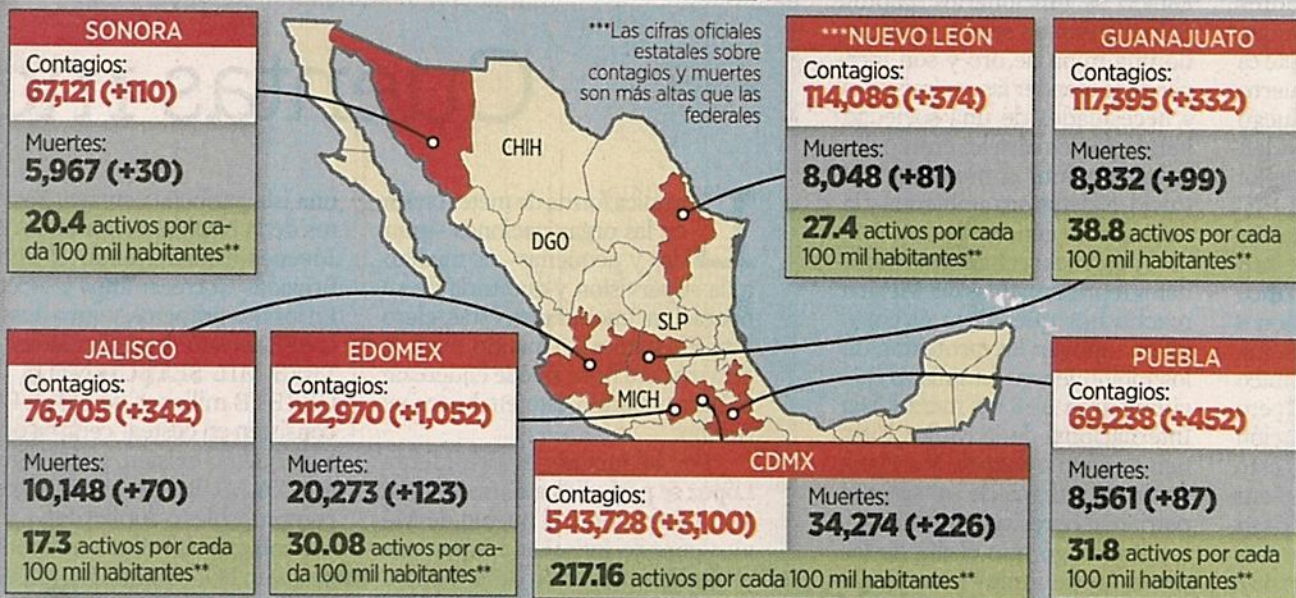 SONORA
Contagios:
67,121 (+110)
Muertes:
5,967 (+30)
20.4 activos por ca-
da 100 mil habitantes**
***Las cifras oficiales
estatales sobre
contagios y muertes
son más altas que las
federales
***NUEVO LEÓN
Contagios:
114,086 (+374)
Muertes:
8,048 (+81)
27.4 activos por cada
100 mil habitantes**
GUANAJUATO
Contagios:
117,395 (+332)
Muertes:
8,832 (+99)
38.8 activos por cada
100 mil habitantes**
CHIH
DGO
SLP
MICH
JALISCO
Contagios:
76,705 (+342)
Muertes:
10,148 (+70)
17.3 activos por cada
100 mil habitantes**
EDOMEX
Contagios:
212,970 (+1,052)
Muertes:
20,273 (+123)
30.08 activos por ca-
da 100 mil habitantes**
CDMX
Contagios:
543,728 (+3,100)
Muertes:
34,274 (+226)
217.16 activos por cada 100 mil habitantes**
PUEBLA
Contagios:
69,238 (+452)
Muertes:
8,561 (+87)
31.8 activos por cada
100 mil habitantes**